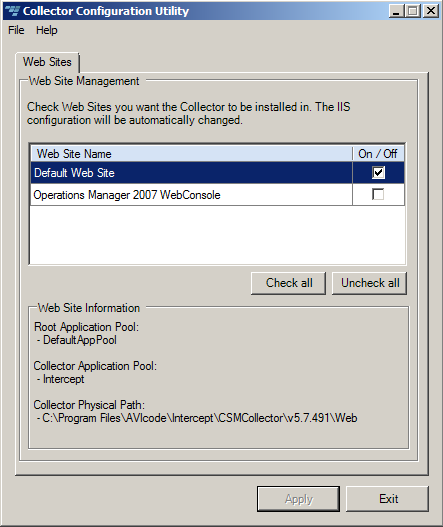 Collector Configuration Utility
File Help
Web Sites
Web Site Management
Check Web Sites you want the Collector to be installed in. The IIS
configuration will be automatically changed.
Web Site Name On / Off
Default Web Site
Operations Manager 2007 WebConsole
Check all Uncheck all
Web Site Information
Root Application Pool:
- DefaultAppPool
Collector Application Pool:
- Intercept
Collector Physical Path:
- C:\Program Files\AVIcode\Intercept\CSMCollector\v5.7.491\Web
Apply Exit